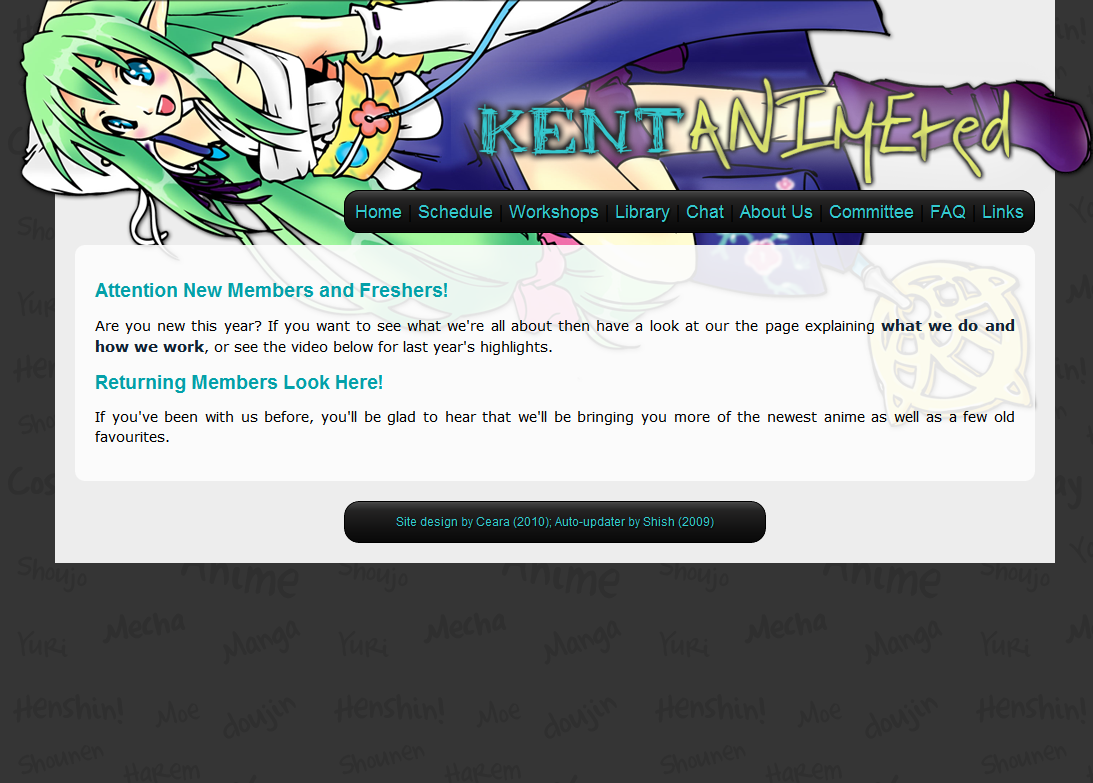 KENT ANIMEred
Home | Schedule | Workshops | Library | Chat | About Us | Committee | FAQ | Links
Attention New Members and Freshers!
Are you new this year? If you want to see what we're all about then have a look at our the page explaining what we do and
how we work, or see the video below for last year's highlights.
Returning Members Look Here!
If you've been with us before, you'll be glad to hear that we'll be bringing you more of the newest anime as well as a few old
favourites.
Site design by Ceara (2010); Auto-updater by Shish (2009)
Shoujo Anime Shoujo Anime Shoujo Anime Shoujo
Yuri Mecha Manga Yuri Mecha Manga Yuri Mecha Manga Yuri
Henshin! Moe doujin Henshin! Moe doujin Henshin! Moe doujin Henshin!
Shounen Harem Shounen Harem Shounen Harem Shounen